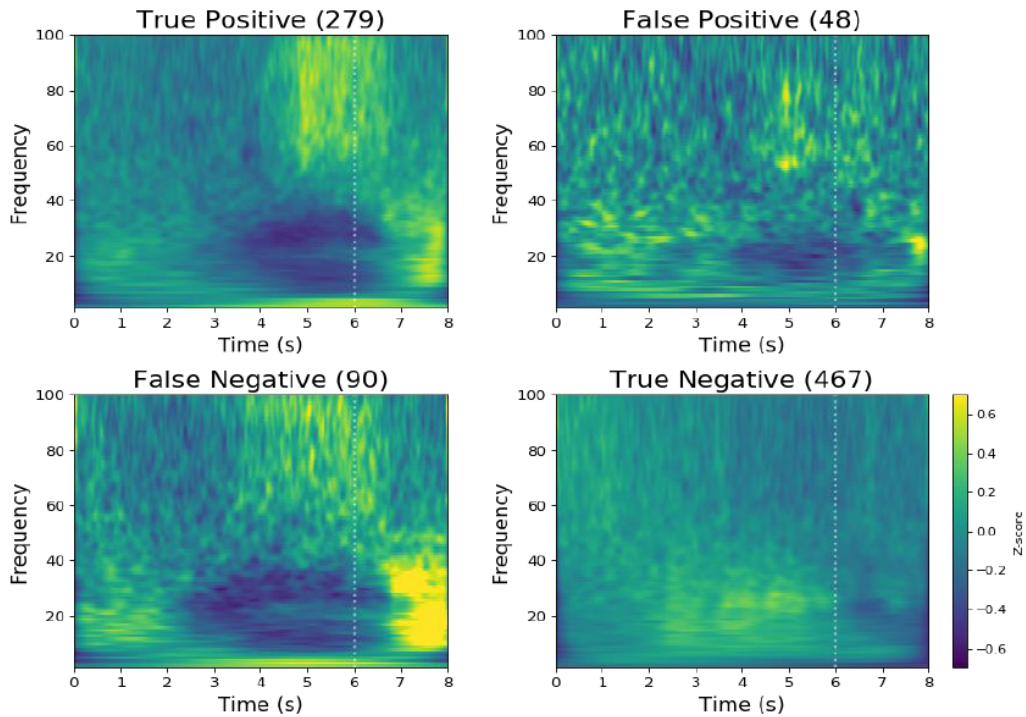 True Positive (279)
100
80
60
40
20
Frequency
0 1 2 3 4 5 6 7 8
Time (s)
False Positive (48)
100
80
60
40
20
Frequency
0 1 2 3 4 5 6 7 8
Time (s)
False Negative (90)
100
80
60
40
20
Frequency
0 1 2 3 4 5 6 7 8
Time (s)
True Negative (467)
100
80
60
40
20
Frequency
0 1 2 3 4 5 6 7 8
Time (s)
0.6
0.4
0.2
0.0
−0.2
−0.4
−0.6
Z-score